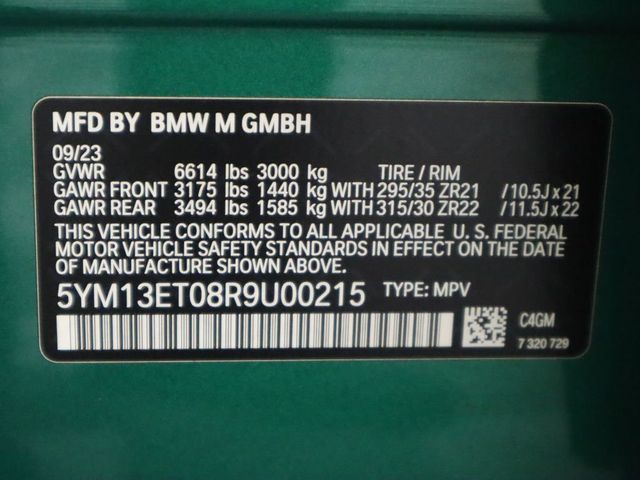 MFD BY BMW M GMBH
09/23
GVWR 6614 lbs 3000 kg TIRE / RIM
GAWR FRONT 3175 lbs 1440 kg WITH 295/35 ZR21 /10.5J x 21
GAWR REAR 3494 lbs 1585 kg WITH 315/30 ZR22 /11.5J x 22
THIS VEHICLE CONFORMS TO ALL APPLICABLE U. S. FEDERAL
MOTOR VEHICLE SAFETY STANDARDS IN EFFECT ON THE DATE
OF MANUFACTURE SHOWN ABOVE.
5YM13ET08R9U00215 TYPE: MPV
C4GM
7 320 729